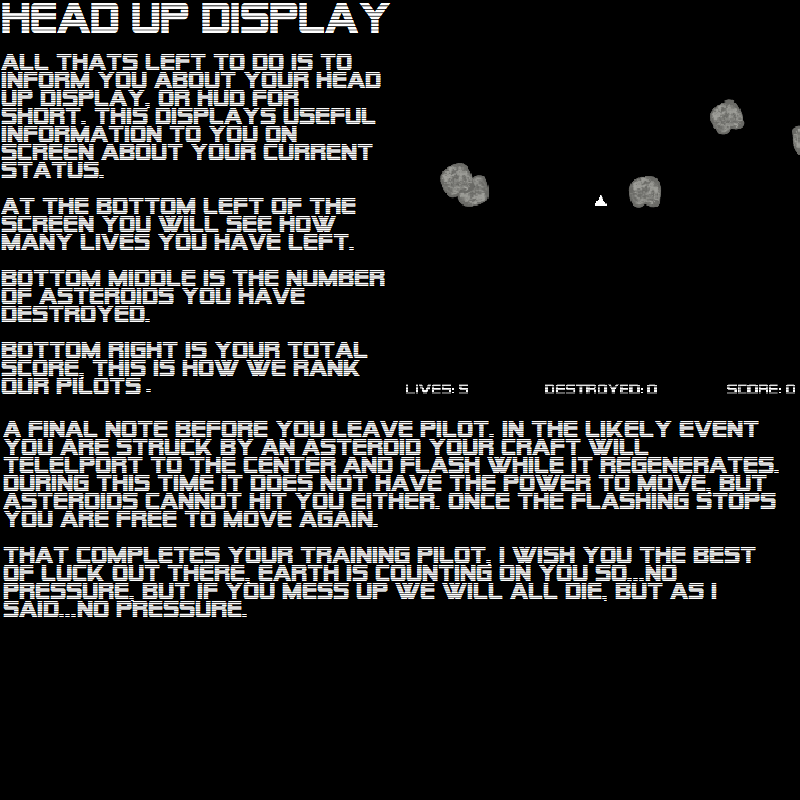 HEAD UP DISPLAY
ALL THATS LEFT TO DO IS TO
INFORM YOU ABOUT YOUR HEAD
UP DISPLAY, OR HUD FOR
SHORT. THIS DISPLAYS USEFUL
INFORMATION TO YOU ON
SCREEN ABOUT YOUR CURRENT
STATUS.
AT THE BOTTOM LEFT OF THE
SCREEN YOU WILL SEE HOW
MANY LIVES YOU HAVE LEFT.
BOTTOM MIDDLE IS THE NUMBER
OF ASTEROIDS YOU HAVE
DESTROYED.
BOTTOM RIGHT IS YOUR TOTAL
SCORE, THIS IS HOW WE RANK
OUR PILOTS.
LIVES: 5 DESTROYED: 0 SCORE: 0
A FINAL NOTE BEFORE YOU LEAVE PILOT. IN THE LIKELY EVENT
YOU ARE STRUCK BY AN ASTEROID YOUR CRAFT WILL
TELELPORT TO THE CENTER AND FLASH WHILE IT REGENERATES.
DURING THIS TIME IT DOES NOT HAVE THE POWER TO MOVE, BUT
ASTEROIDS CANNOT HIT YOU EITHER. ONCE THE FLASHING STOPS
YOU ARE FREE TO MOVE AGAIN.
THAT COMPLETES YOUR TRAINING PILOT. I WISH YOU THE BEST
OF LUCK OUT THERE, EARTH IS COUNTING ON YOU SO...NO
PRESSURE. BUT IF YOU MESS UP WE WILL ALL DIE, BUT AS I
SAID...NO PRESSURE.